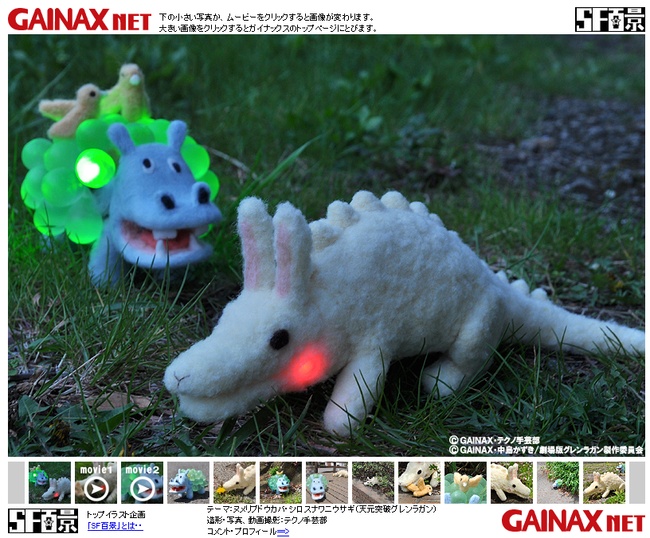 GAINAX NET
下の小さい写真か、ムービーをクリックすると画像が変わります。
大きい画像をクリックするとガイナックスのトップページにとびます。
SF百景
©GAINAX・テクノ手芸部
©GAINAX・中島かずき/劇場版グレンラガン製作委員会
movie1
movie2
SF百景
トップイラスト企画
「SF百景」とは・・
テーマ:ヌメリブドウカバ・シロスナワニウサギ(天元突破グレンラガン)
造形・写真、動画撮影:テクノ手芸部
コメント・プロフィール==>
GAINAX NET